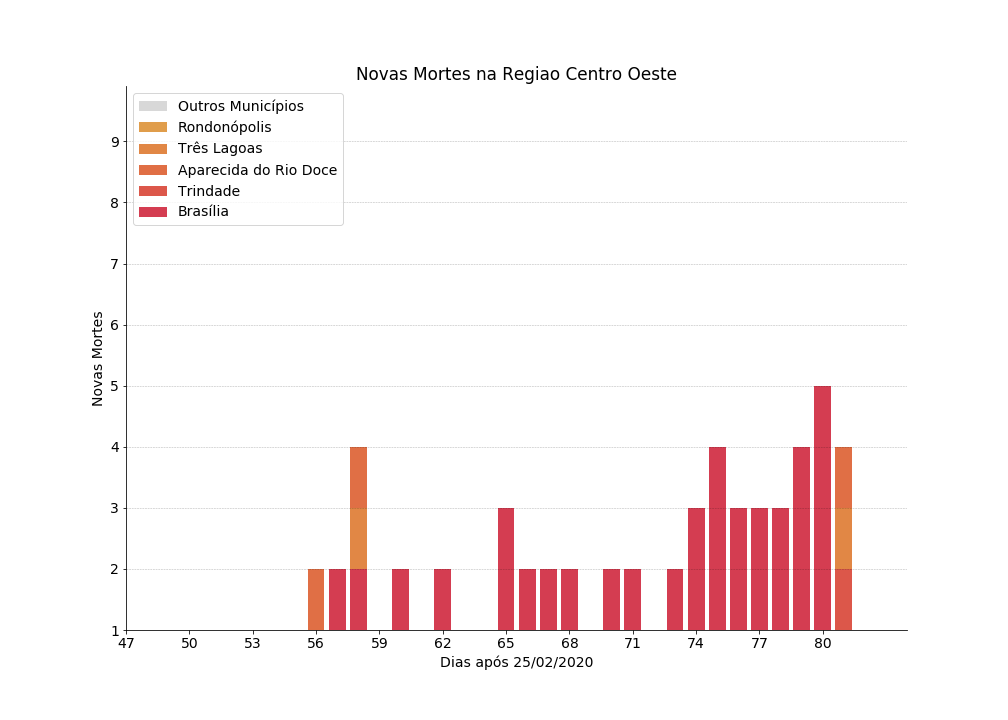 Novas Mortes na Regiao Centro Oeste
Outros Municípios
Rondonópolis
Três Lagoas
Aparecida do Rio Doce
Trindade
Brasília
Novas Mortes
9
8
7
6
5
4
3
2
1
47 50 53 56 59 62 65 68 71 74 77 80
Dias após 25/02/2020